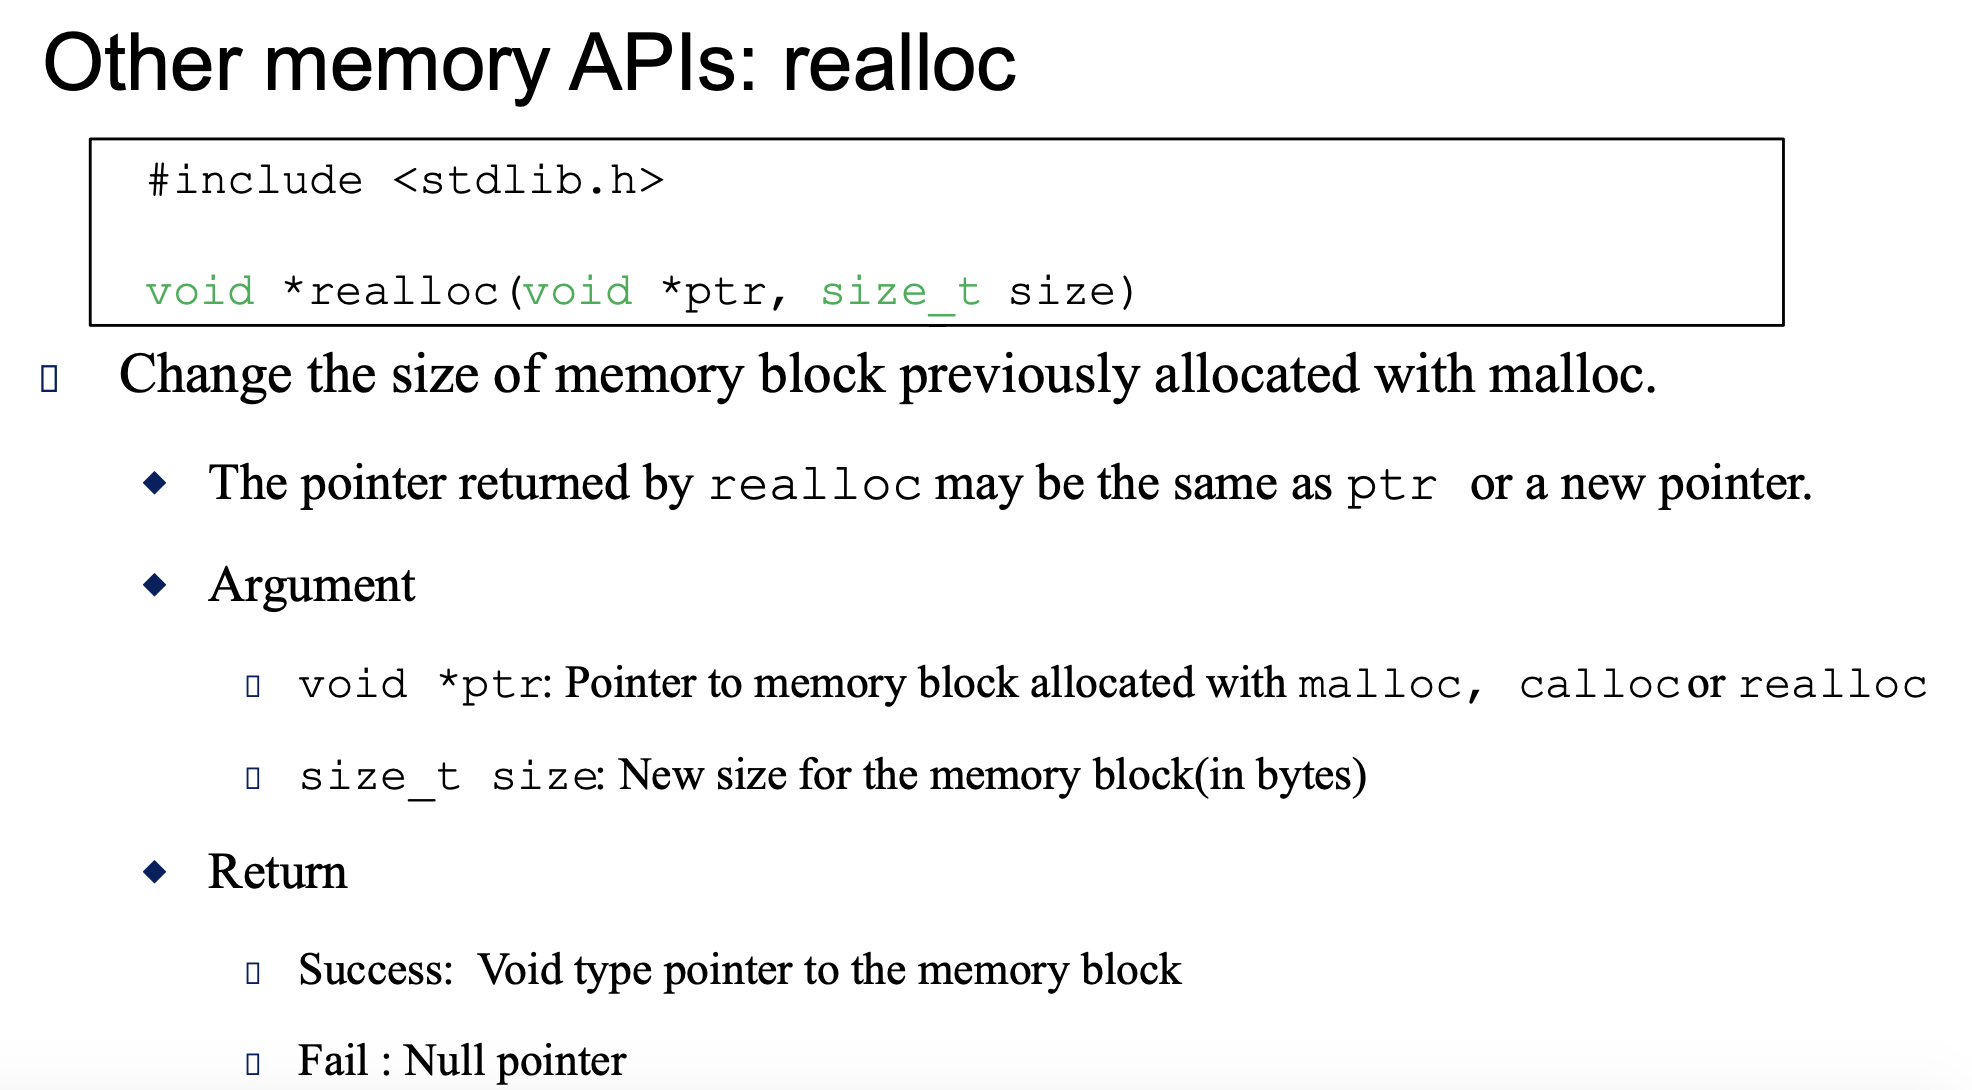 Other memory APIs: realloc
#include <stdlib.h>
void *realloc(void *ptr, size_t size)
Change the size of memory block previously allocated with malloc.
The pointer returned by realloc may be the same as ptr or a new pointer.
Argument
void *ptr: Pointer to memory block allocated with malloc, calloc or realloc
size_t size: New size for the memory block(in bytes)
Return
Success: Void type pointer to the memory block
Fail : Null pointer